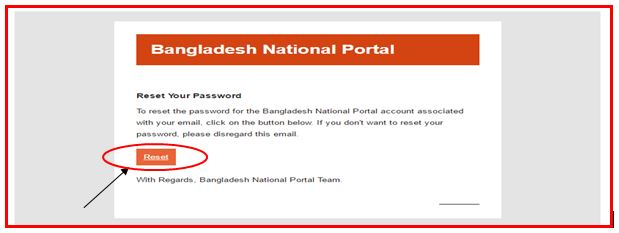 Bangladesh National Portal
Reset Your Password
To reset the password for the Bangladesh National Portal account associated
with your email, click on the button below. If you don't want to reset your
password, please disregard this email.
Reset
With Regards, Bangladesh National Portal Team.